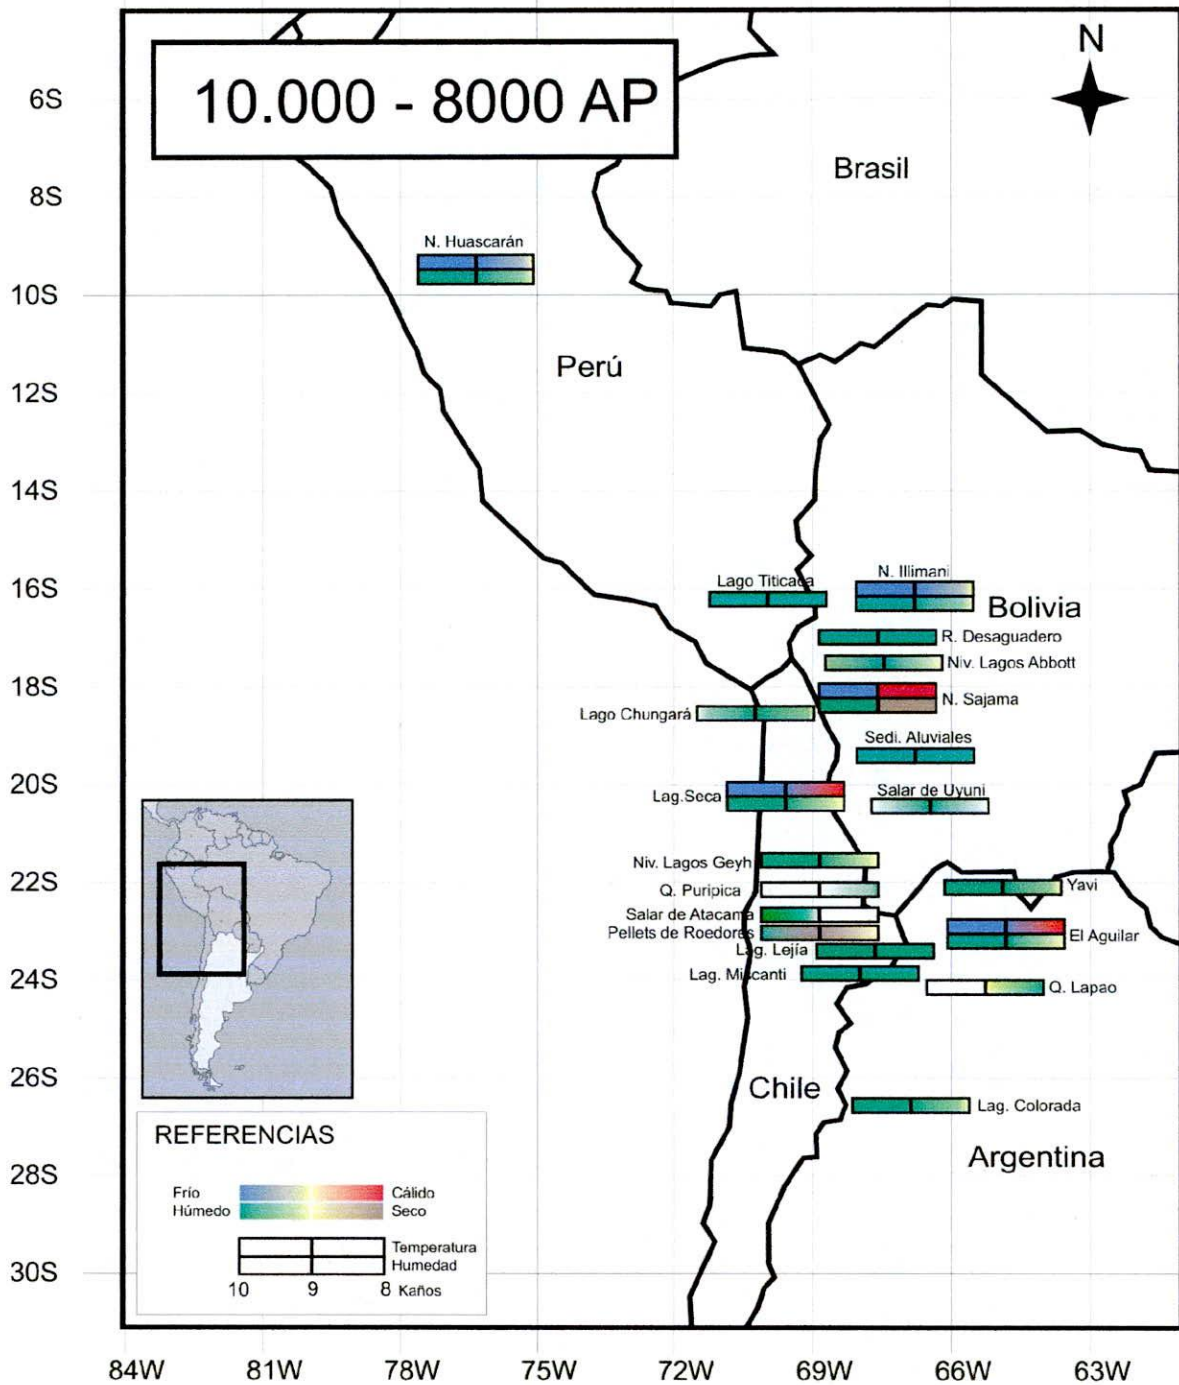 10.000 - 8000 AP
N
6S
8S
10S
12S
14S
16S
18S
20S
22S
24S
26S
28S
30S
Brasil
N. Huascarán
Perú
Lago Titicaca
N. Illimani
Bolivia
R. Desaguadero
Niv. Lagos Abbott
N. Sajama
Lago Chungará
Sedi. Aluviales
Lag.Seca
Salar de Uyuni
Niv. Lagos Geyh
Q. Puripica
Yavi
Salar de Atacama
Pellets de Roedores
El Aguilar
Lag. Lejía
Lag. Miscanti
Q. Lapao
Chile
Lag. Colorada
Argentina
REFERENCIAS
Frío Cálido
Húmedo Seco
Temperatura
Humedad
10 9 8 Kaños
84W 81W 78W 75W 72W 69W 66W 63W